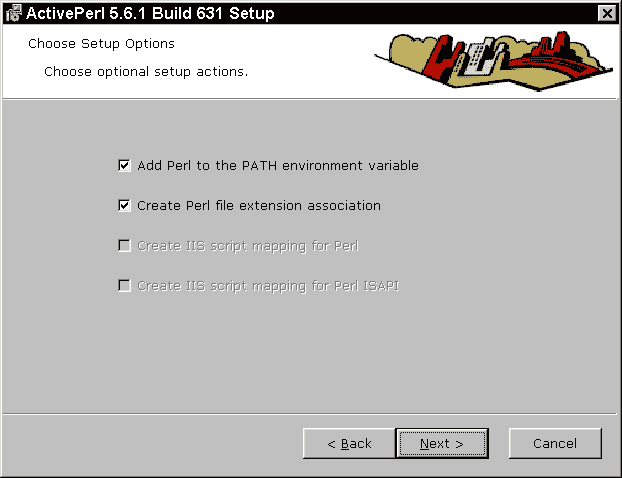 ActivePerl 5.6.1 Build 631 Setup
Choose Setup Options
Choose optional setup actions.
Add Perl to the PATH environment variable
Create Perl file extension association
Create IIS script mapping for Perl
Create IIS script mapping for Perl ISAPI
< Back
Next >
Cancel